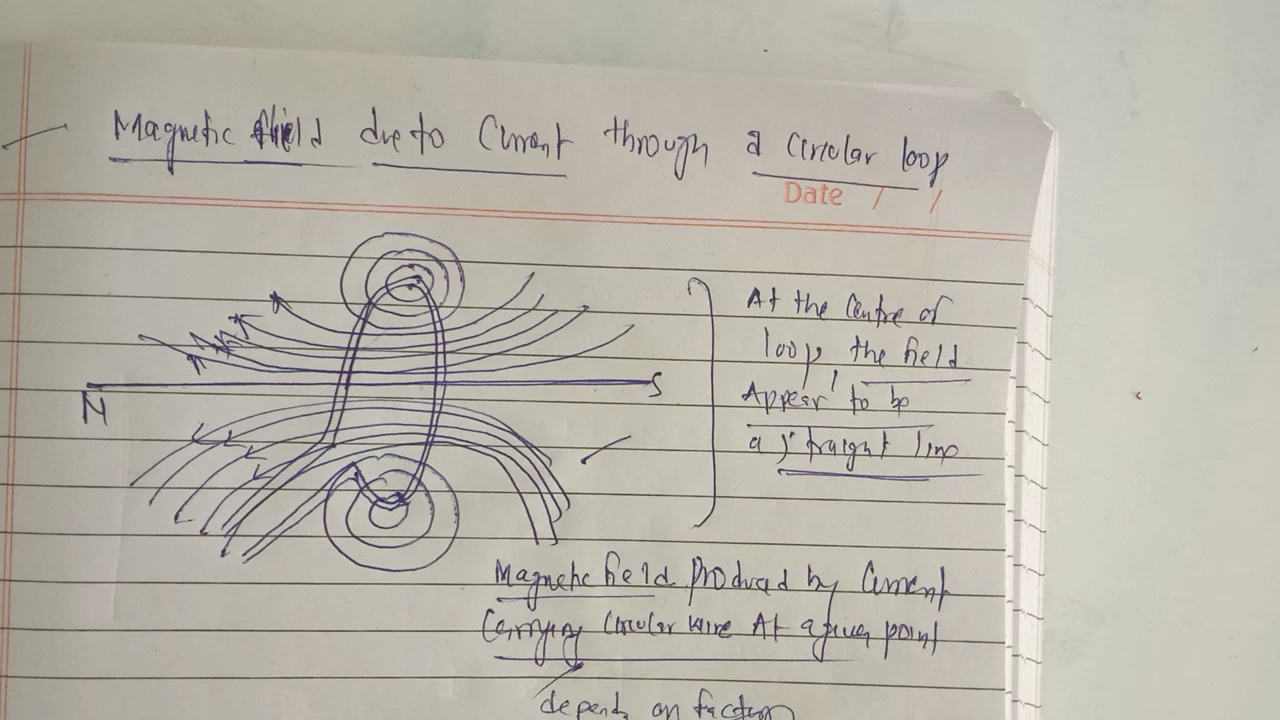 Magnetic field due to Current through a circular loop
Date / /
N
S
At the Centre of
loop, the field
Appear to be
a straight line
Magnetic field Produced by Current
Carrying Circular wire At a given point
depends on factors